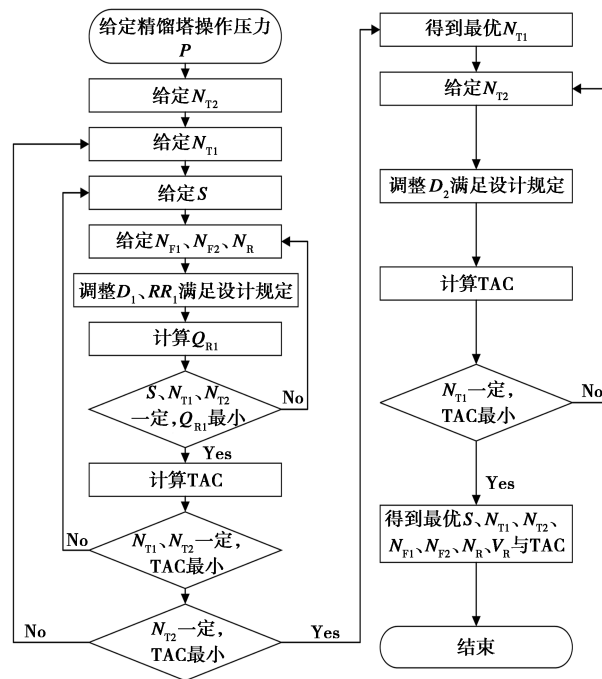 给定精馏塔操作压力
P
给定N_T2
给定N_T1
给定S
给定N_F1、N_F2、N_R
调整D_1、RR_1满足设计规定
计算Q_R1
S、N_T1、N_T2
一定,Q_R1最小
No
Yes
计算TAC
N_T1、N_T2一定,
TAC最小
No
N_T2一定,
TAC最小
No
Yes
得到最优N_T1
给定N_T2
调整D_2满足设计规定
计算TAC
N_T1一定,
TAC最小
No
Yes
得到最优S、N_T1、N_T2、
N_F1、N_F2、N_R、V_R与TAC
结束